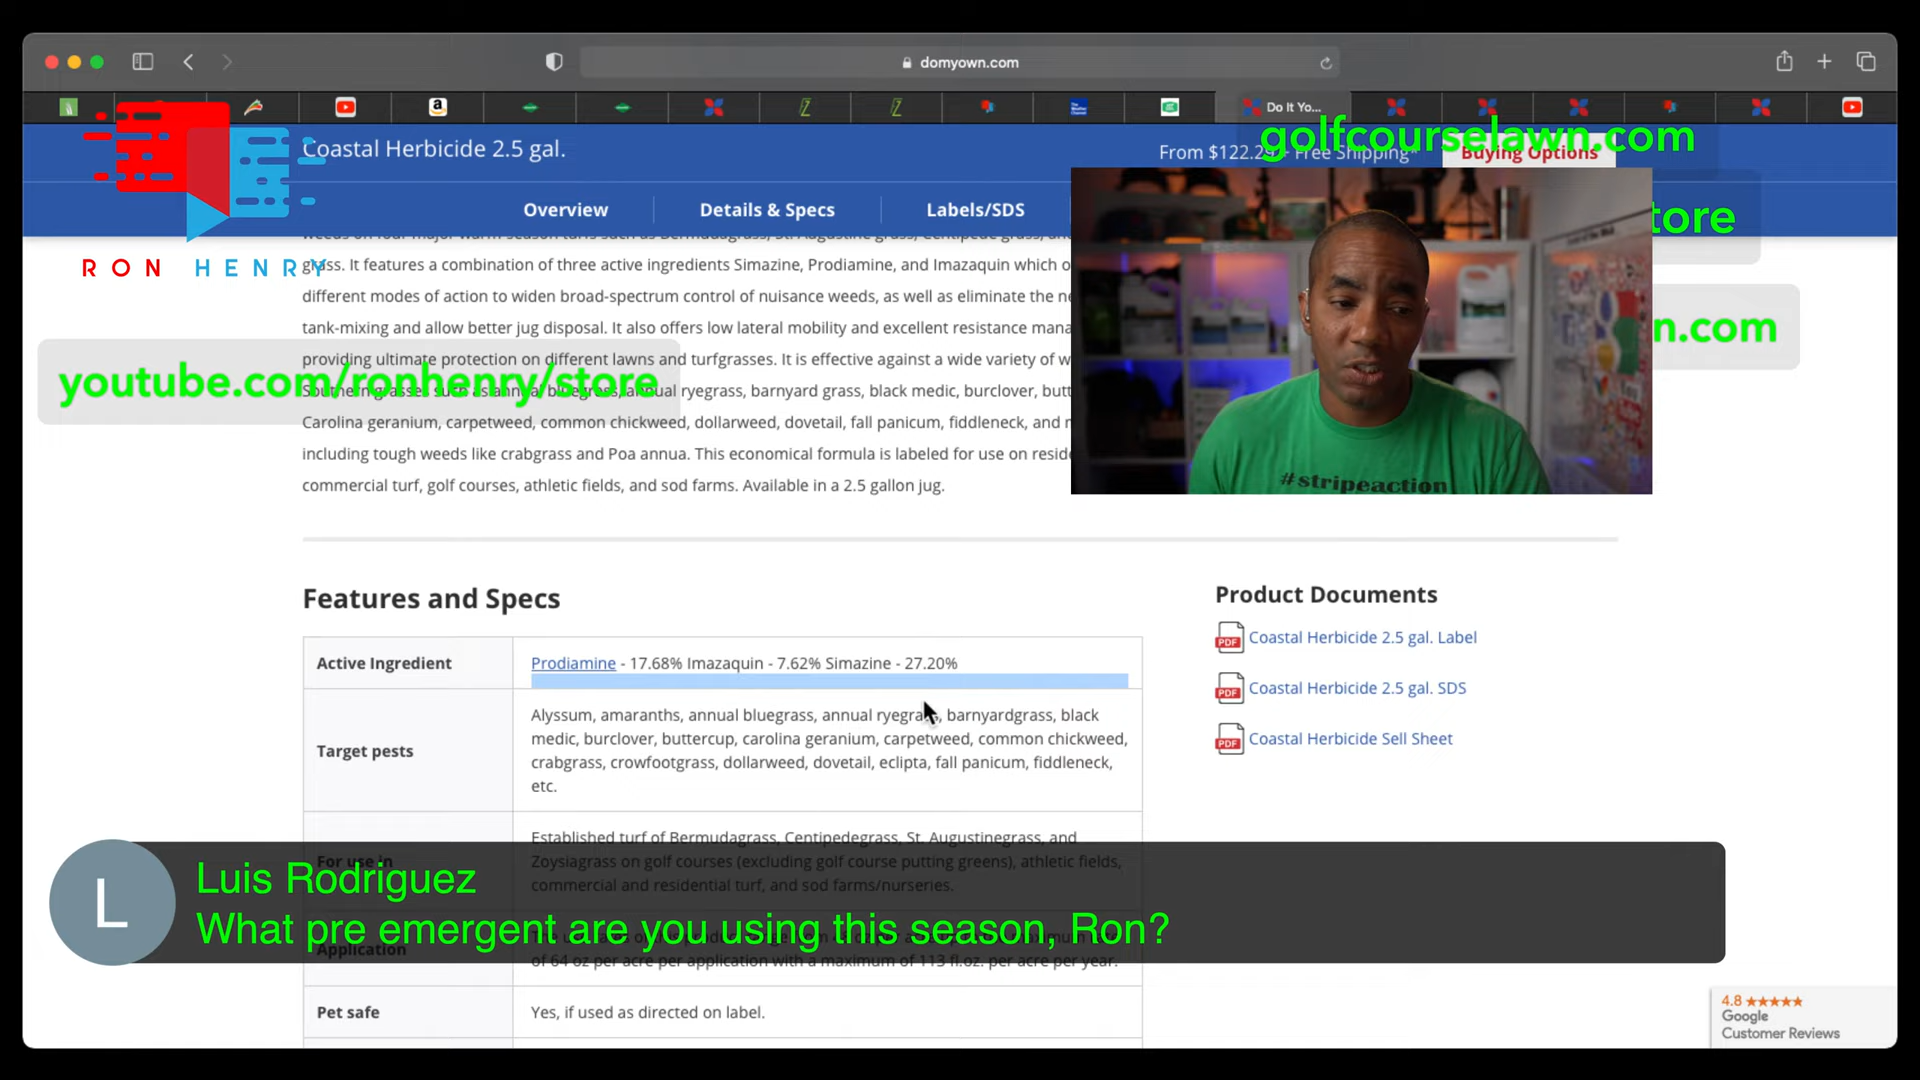 domyown.com
Do It Yo...
Coastal Herbicide 2.5 gal.
From $122.29 - Free Shipping*
Buying Options
golfcourselawn.com
Overview
Details & Specs
Labels/SDS
tore
n.com
RON HENRY
youtube.com/ronhenry/store
grass. It features a combination of three active ingredients Simazine, Prodiamine, and Imazaquin which o
different modes of action to widen broad-spectrum control of nuisance weeds, as well as eliminate the ne
tank-mixing and allow better jug disposal. It also offers low lateral mobility and excellent resistance mana
providing ultimate protection on different lawns and turfgrasses. It is effective against a wide variety of w
Southern grasses such as annual bluegrass, annual ryegrass, barnyard grass, black medic, burclover, butt
Carolina geranium, carpetweed, common chickweed, dollarweed, dovetail, fall panicum, fiddleneck, and m
including tough weeds like crabgrass and Poa annua. This economical formula is labeled for use on reside
commercial turf, golf courses, athletic fields, and sod farms. Available in a 2.5 gallon jug.
#stripeaction
Features and Specs
Active Ingredient
Prodiamine - 17.68% Imazaquin - 7.62% Simazine - 27.20%
Target pests
Alyssum, amaranths, annual bluegrass, annual ryegrass, barnyardgrass, black
medic, burclover, buttercup, carolina geranium, carpetweed, common chickweed,
crabgrass, crowfootgrass, dollarweed, dovetail, eclipta, fall panicum, fiddleneck,
etc.
For use in
Established turf of Bermudagrass, Centipedegrass, St. Augustinegrass, and
Zoysiagrass on golf courses (excluding golf course putting greens), athletic fields,
commercial and residential turf, and sod farms/nurseries.
Application
of 64 oz per acre per application with a maximum of 113 fl.oz. per acre per year.
Pet safe
Yes, if used as directed on label.
Product Documents
PDF Coastal Herbicide 2.5 gal. Label
PDF Coastal Herbicide 2.5 gal. SDS
PDF Coastal Herbicide Sell Sheet
L
Luis Rodriguez
What pre emergent are you using this season, Ron?
4.8
Google
Customer Reviews